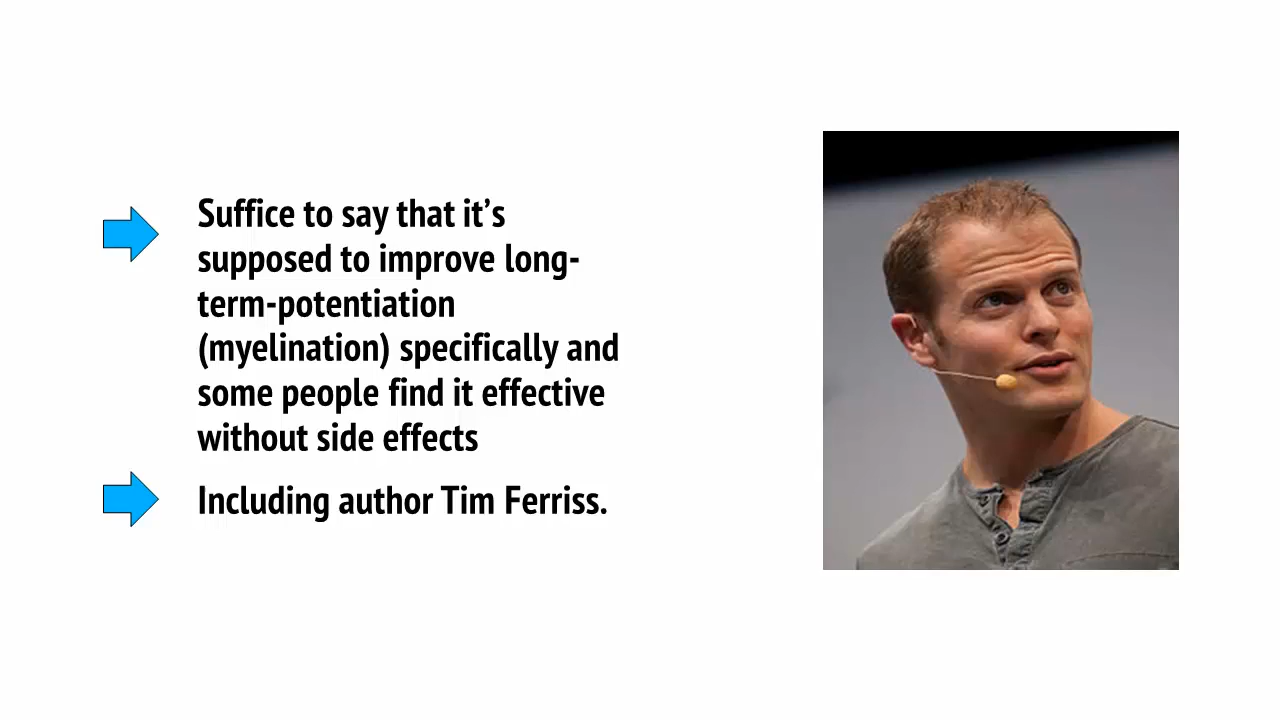 Suffice to say that it’s
supposed to improve long-
term-potentiation
(myelination) specifically and
some people find it effective
without side effects
Including author Tim Ferriss.